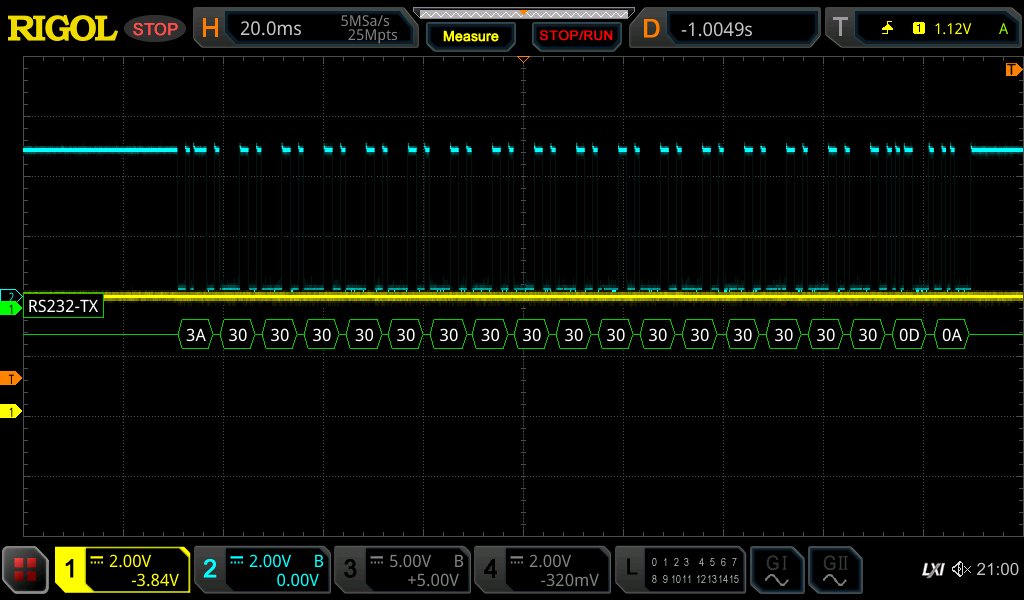 RIGOL STOP H 20.0ms 5MSa/s 25Mpts Measure STOP/RUN D -1.0049s T 1 1.12V A
T
2
1
RS232-TX
3A 30 30 30 30 30 30 30 30 30 30 30 30 30 30 30 30 0D 0A
T
1
1 2.00V -3.84V
2 2.00V B 0.00V
3 5.00V B +5.00V
4 2.00V -320mV
L 0 1 2 3 4 5 6 7
8 9 10 11 12 13 14 15
GI
GII
LXI 21:00